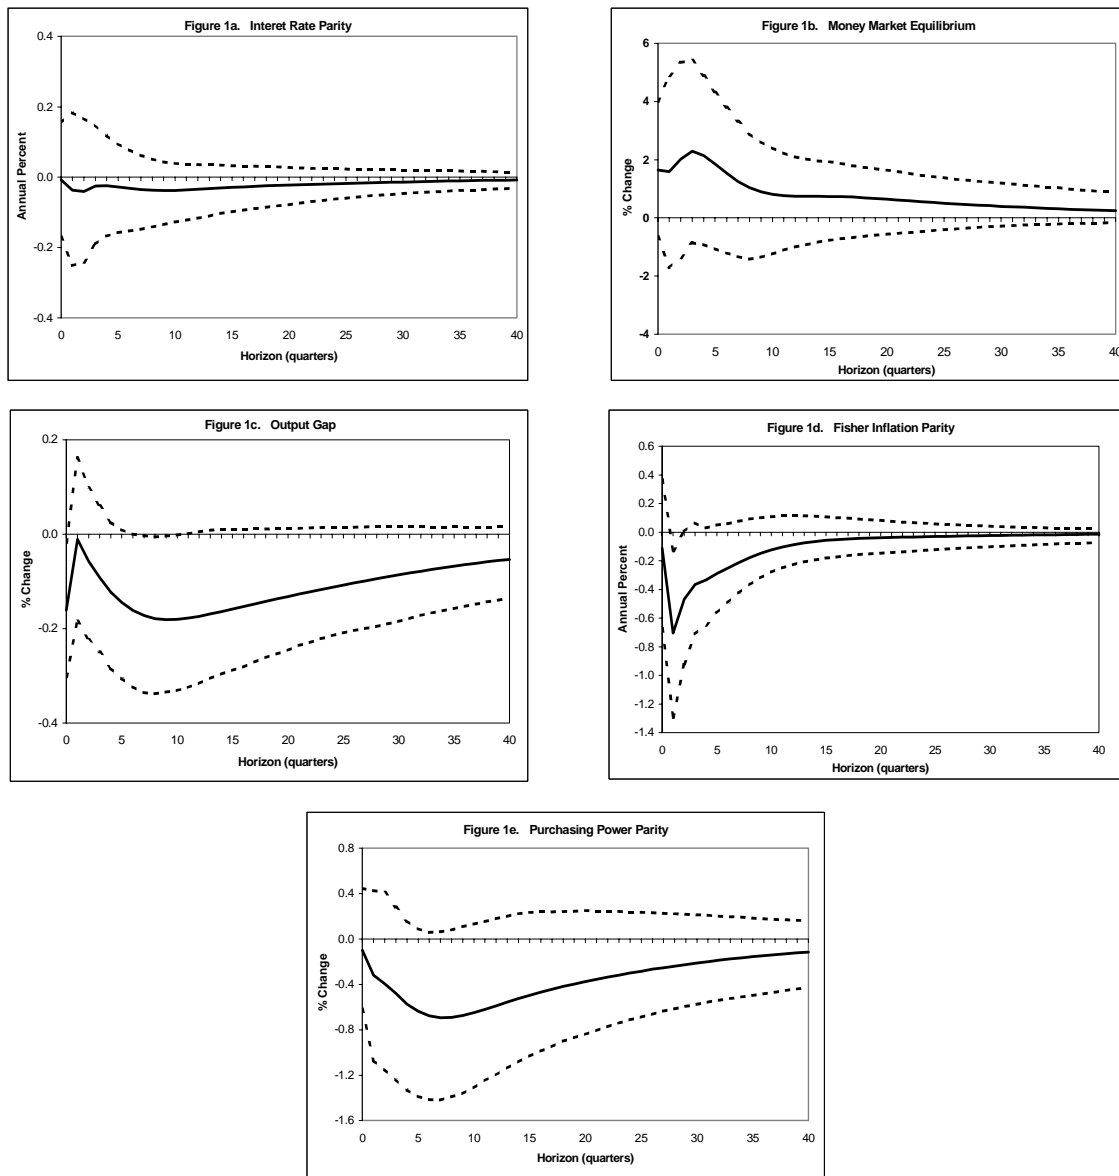 Figure 1a. Interet Rate Parity
0.4
0.2
0.0
-0.2
-0.4
Annual Percent
0 5 10 15 20 25 30 35 40
Horizon (quarters)
Figure 1b. Money Market Equilibrium
6
4
2
0
-2
-4
% Change
0 5 10 15 20 25 30 35 40
Horizon (quarters)
Figure 1c. Output Gap
0.2
0.0
-0.2
-0.4
% Change
0 5 10 15 20 25 30 35 40
Horizon (quarters)
Figure 1d. Fisher Inflation Parity
0.6
0.4
0.2
0.0
-0.2
-0.4
-0.6
-0.8
-1.0
-1.2
-1.4
Annual Percent
0 5 10 15 20 25 30 35 40
Horizon (quarters)
Figure 1e. Purchasing Power Parity
0.8
0.4
0.0
-0.4
-0.8
-1.2
-1.6
% Change
0 5 10 15 20 25 30 35 40
Horizon (quarters)